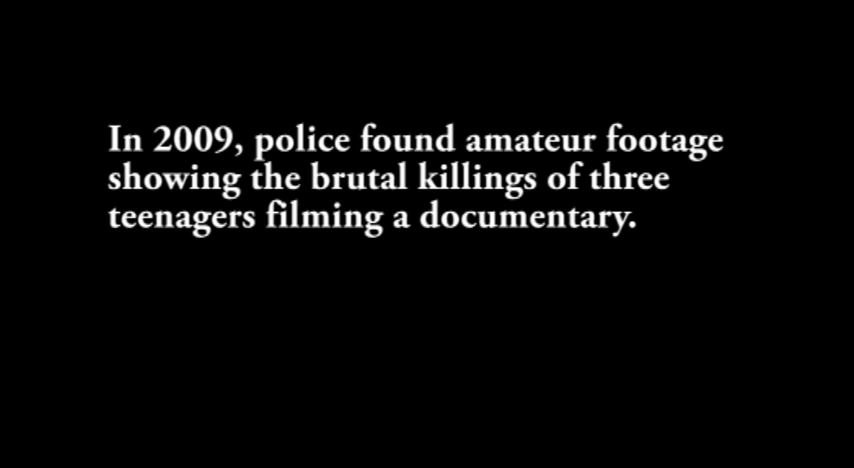 In 2009, police found amateur footage
showing the brutal killings of three
teenagers filming a documentary.